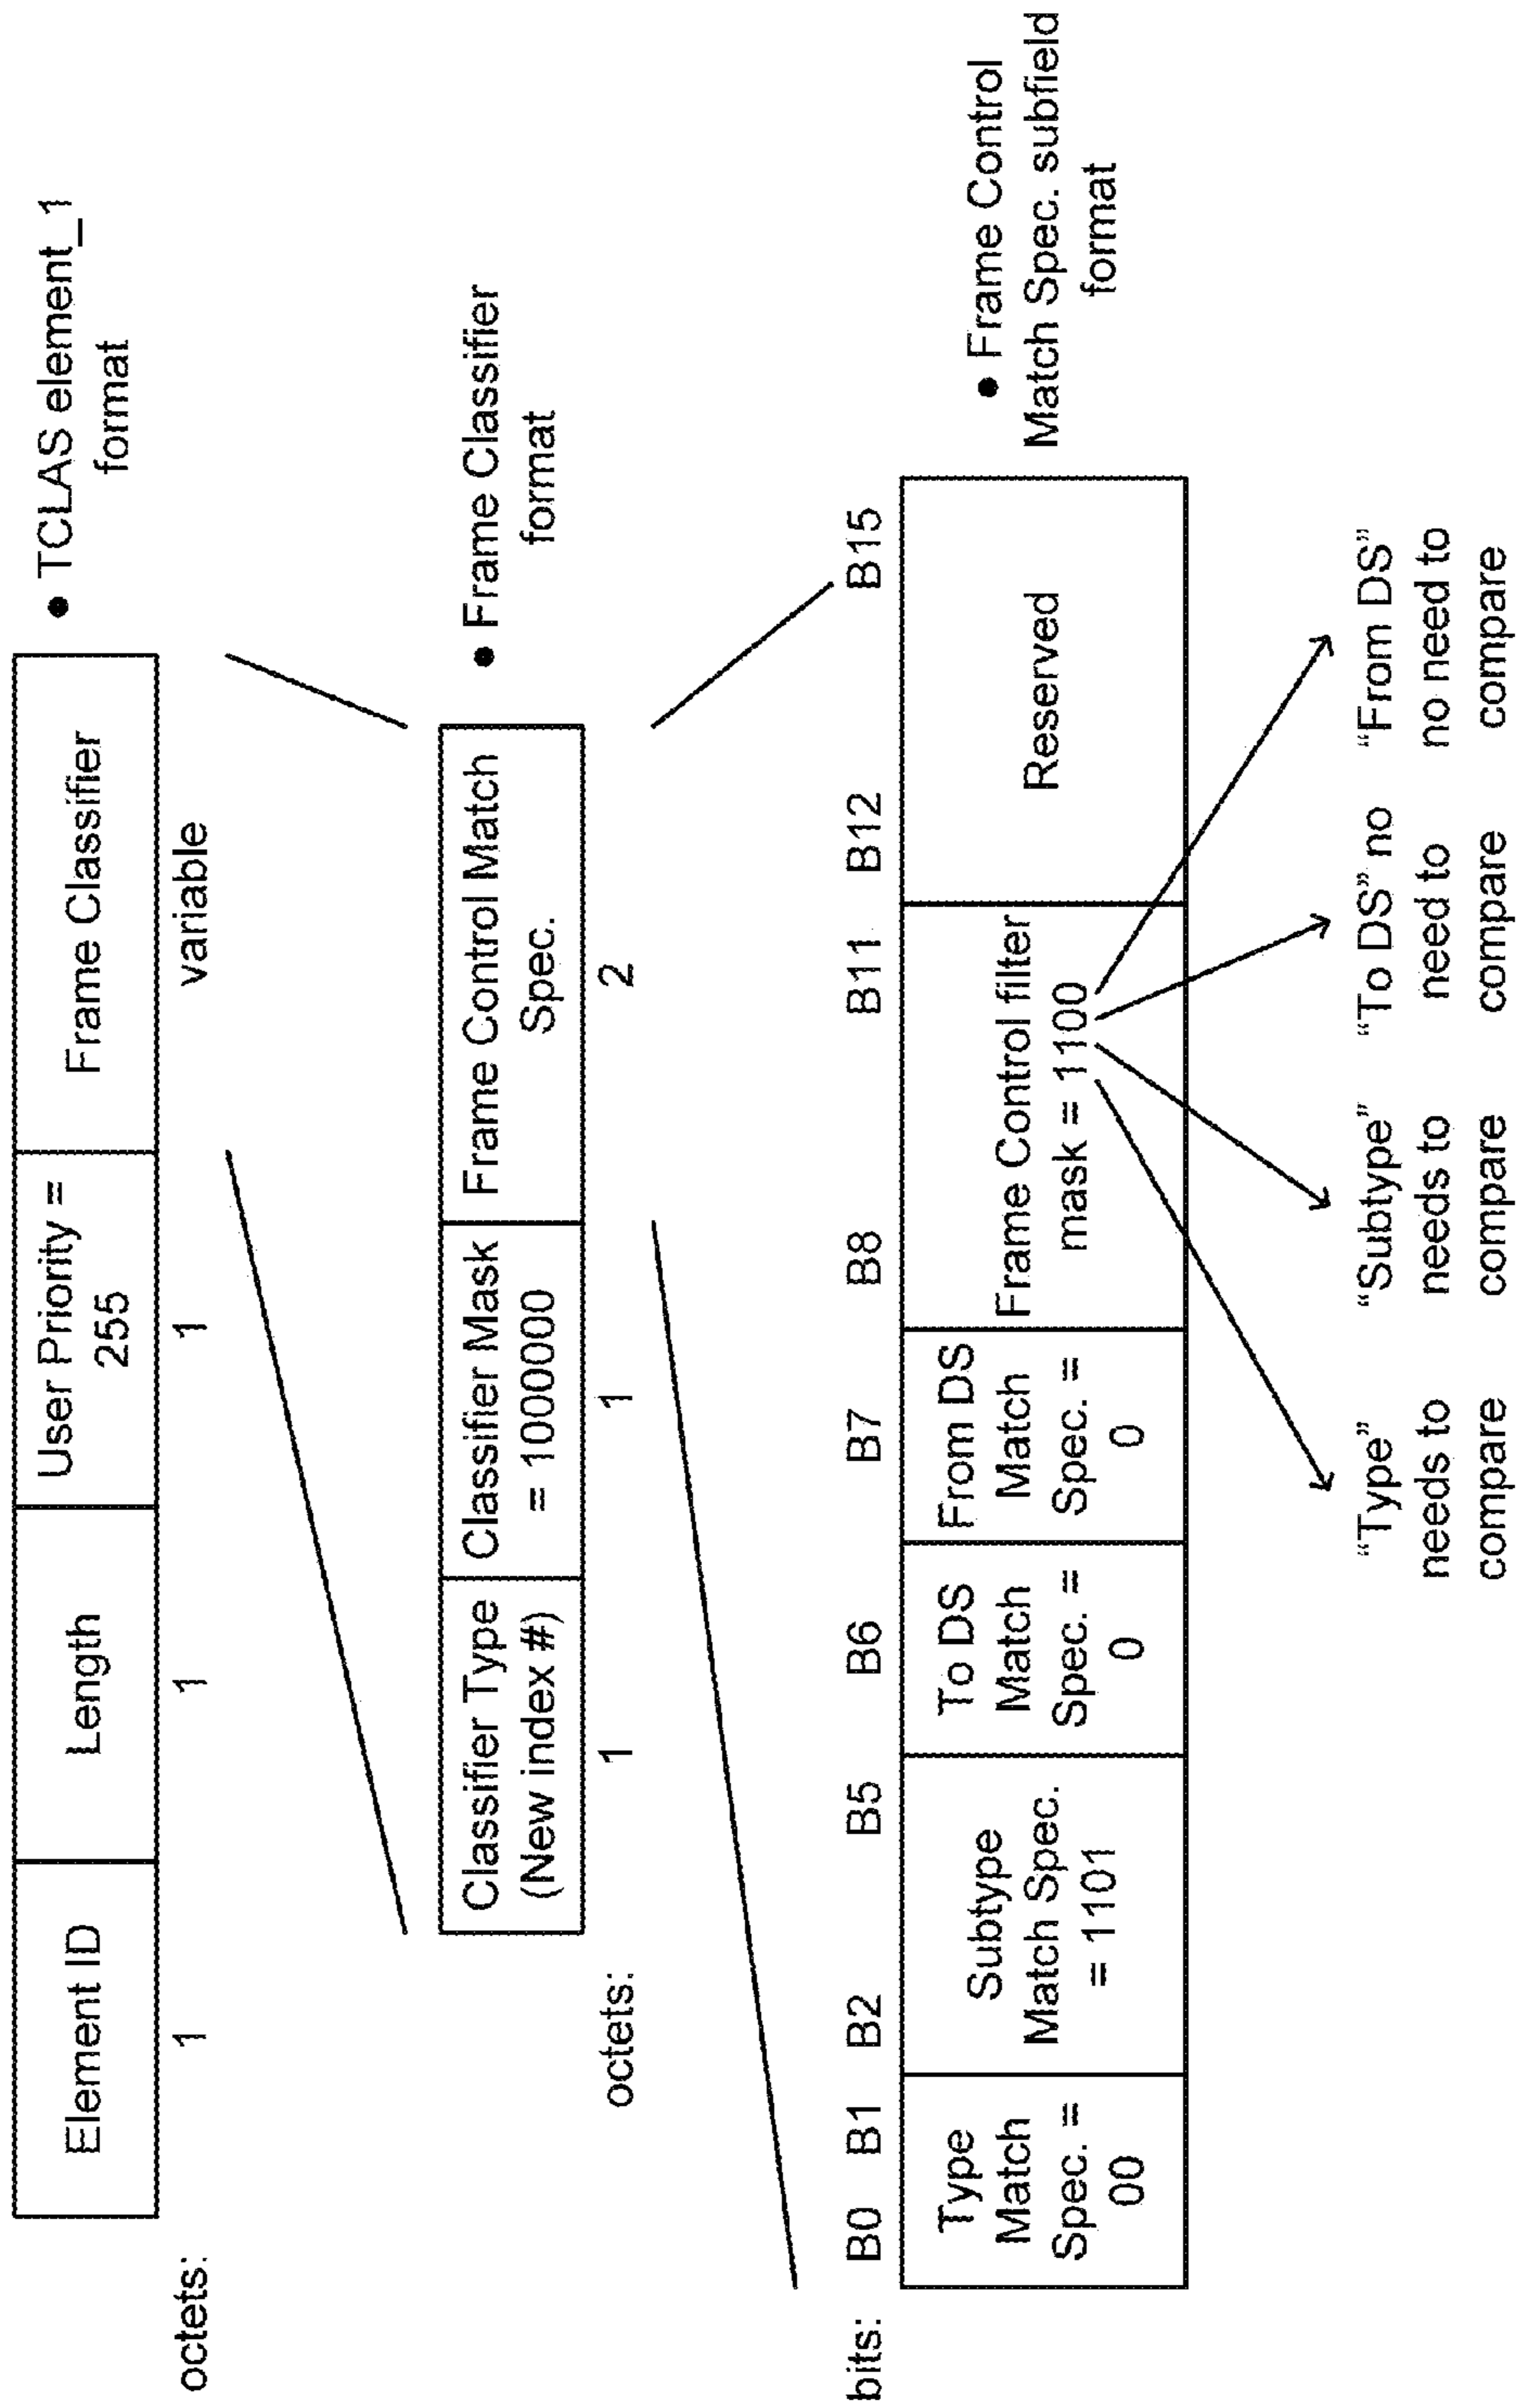 • TCLAS element_1
format
Element ID
Length
User Priority =
255
Frame Classifier
octets:
1
1
1
variable
• Frame Classifier
format
Classifier Type
(New index #)
Classifier Mask
= 1000000
Frame Control Match
Spec.
octets:
1
1
2
• Frame Control
Match Spec. subfield
format
bits:
B0 B1 B2 B5 B6 B7 B8 B11 B12 B15
Type
Match
Spec. =
00
Subtype
Match Spec.
= 1101
To DS
Match
Spec. =
0
From DS
Match
Spec. =
0
Frame Control filter
mask = 1100
Reserved
“Type”
needs to
compare
“Subtype”
needs to
compare
“To DS” no
need to
compare
“From DS”
no need to
compare